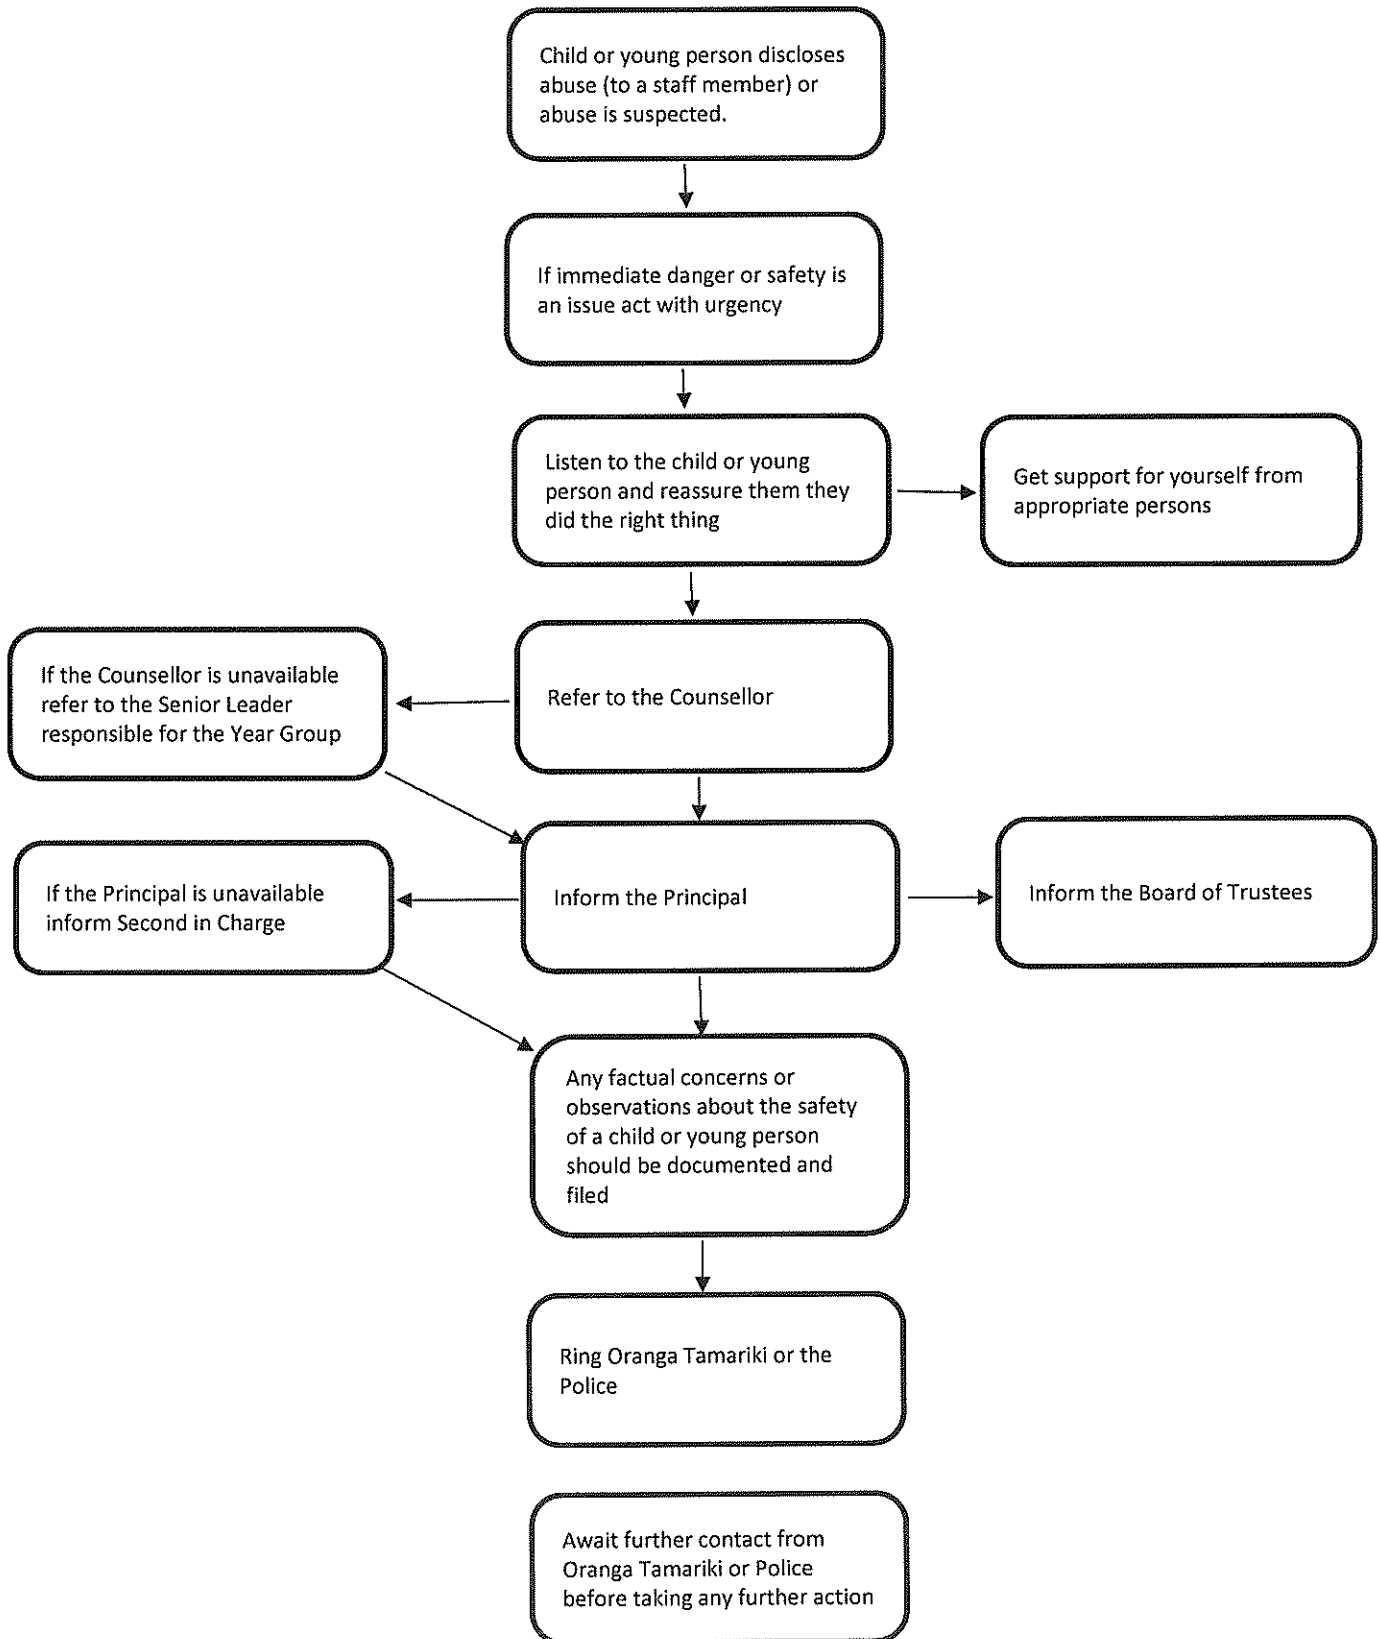 Child or young person discloses
abuse (to a staff member) or
abuse is suspected.
If immediate danger or safety is
an issue act with urgency
Listen to the child or young
person and reassure them they
did the right thing
Get support for yourself from
appropriate persons
If the Counsellor is unavailable
refer to the Senior Leader
responsible for the Year Group
Refer to the Counsellor
If the Principal is unavailable
inform Second in Charge
Inform the Principal
Inform the Board of Trustees
Any factual concerns or
observations about the safety
of a child or young person
should be documented and
filed
Ring Oranga Tamariki or the
Police
Await further contact from
Oranga Tamariki or Police
before taking any further action